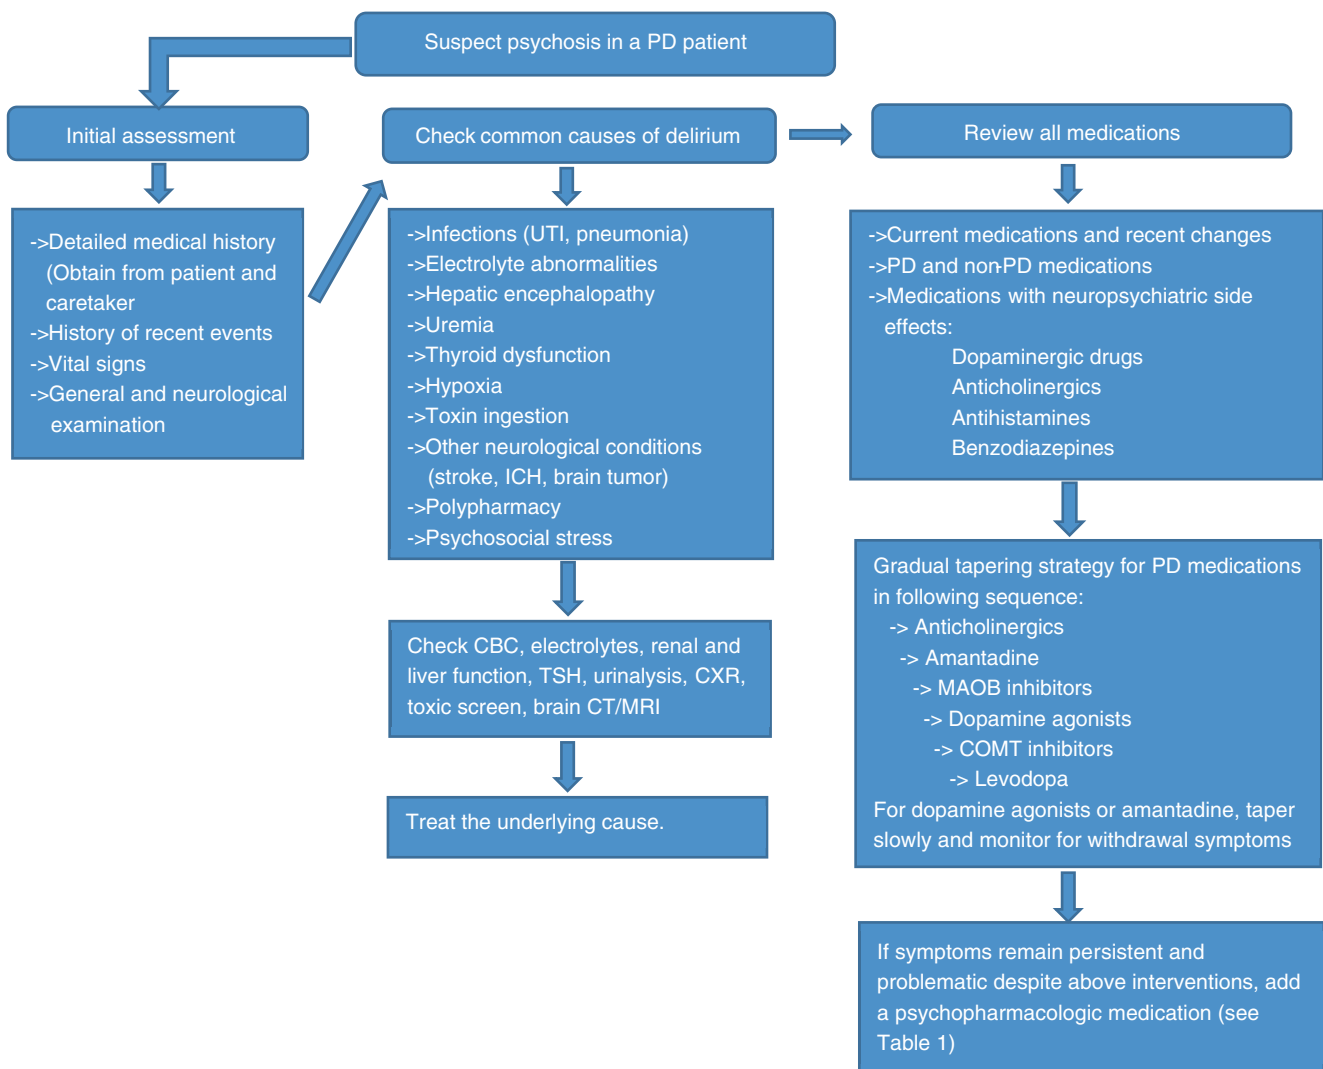 Suspect psychosis in a PD patient
Initial assessment
->Detailed medical history
(Obtain from patient and
caretaker
->History of recent events
->Vital signs
->General and neurological
examination
Check common causes of delirium
->Infections (UTI, pneumonia)
->Electrolyte abnormalities
->Hepatic encephalopathy
->Uremia
->Thyroid dysfunction
->Hypoxia
->Toxin ingestion
->Other neurological conditions
(stroke, ICH, brain tumor)
->Polypharmacy
->Psychosocial stress
Check CBC, electrolytes, renal and
liver function, TSH, urinalysis, CXR,
toxic screen, brain CT/MRI
Treat the underlying cause.
Review all medications
->Current medications and recent changes
->PD and non-PD medications
->Medications with neuropsychiatric side
effects:
Dopaminergic drugs
Anticholinergics
Antihistamines
Benzodiazepines
Gradual tapering strategy for PD medications
in following sequence:
-> Anticholinergics
-> Amantadine
-> MAOB inhibitors
-> Dopamine agonists
-> COMT inhibitors
-> Levodopa
For dopamine agonists or amantadine, taper
slowly and monitor for withdrawal symptoms
If symptoms remain persistent and
problematic despite above interventions, add
a psychopharmacologic medication (see
Table 1)